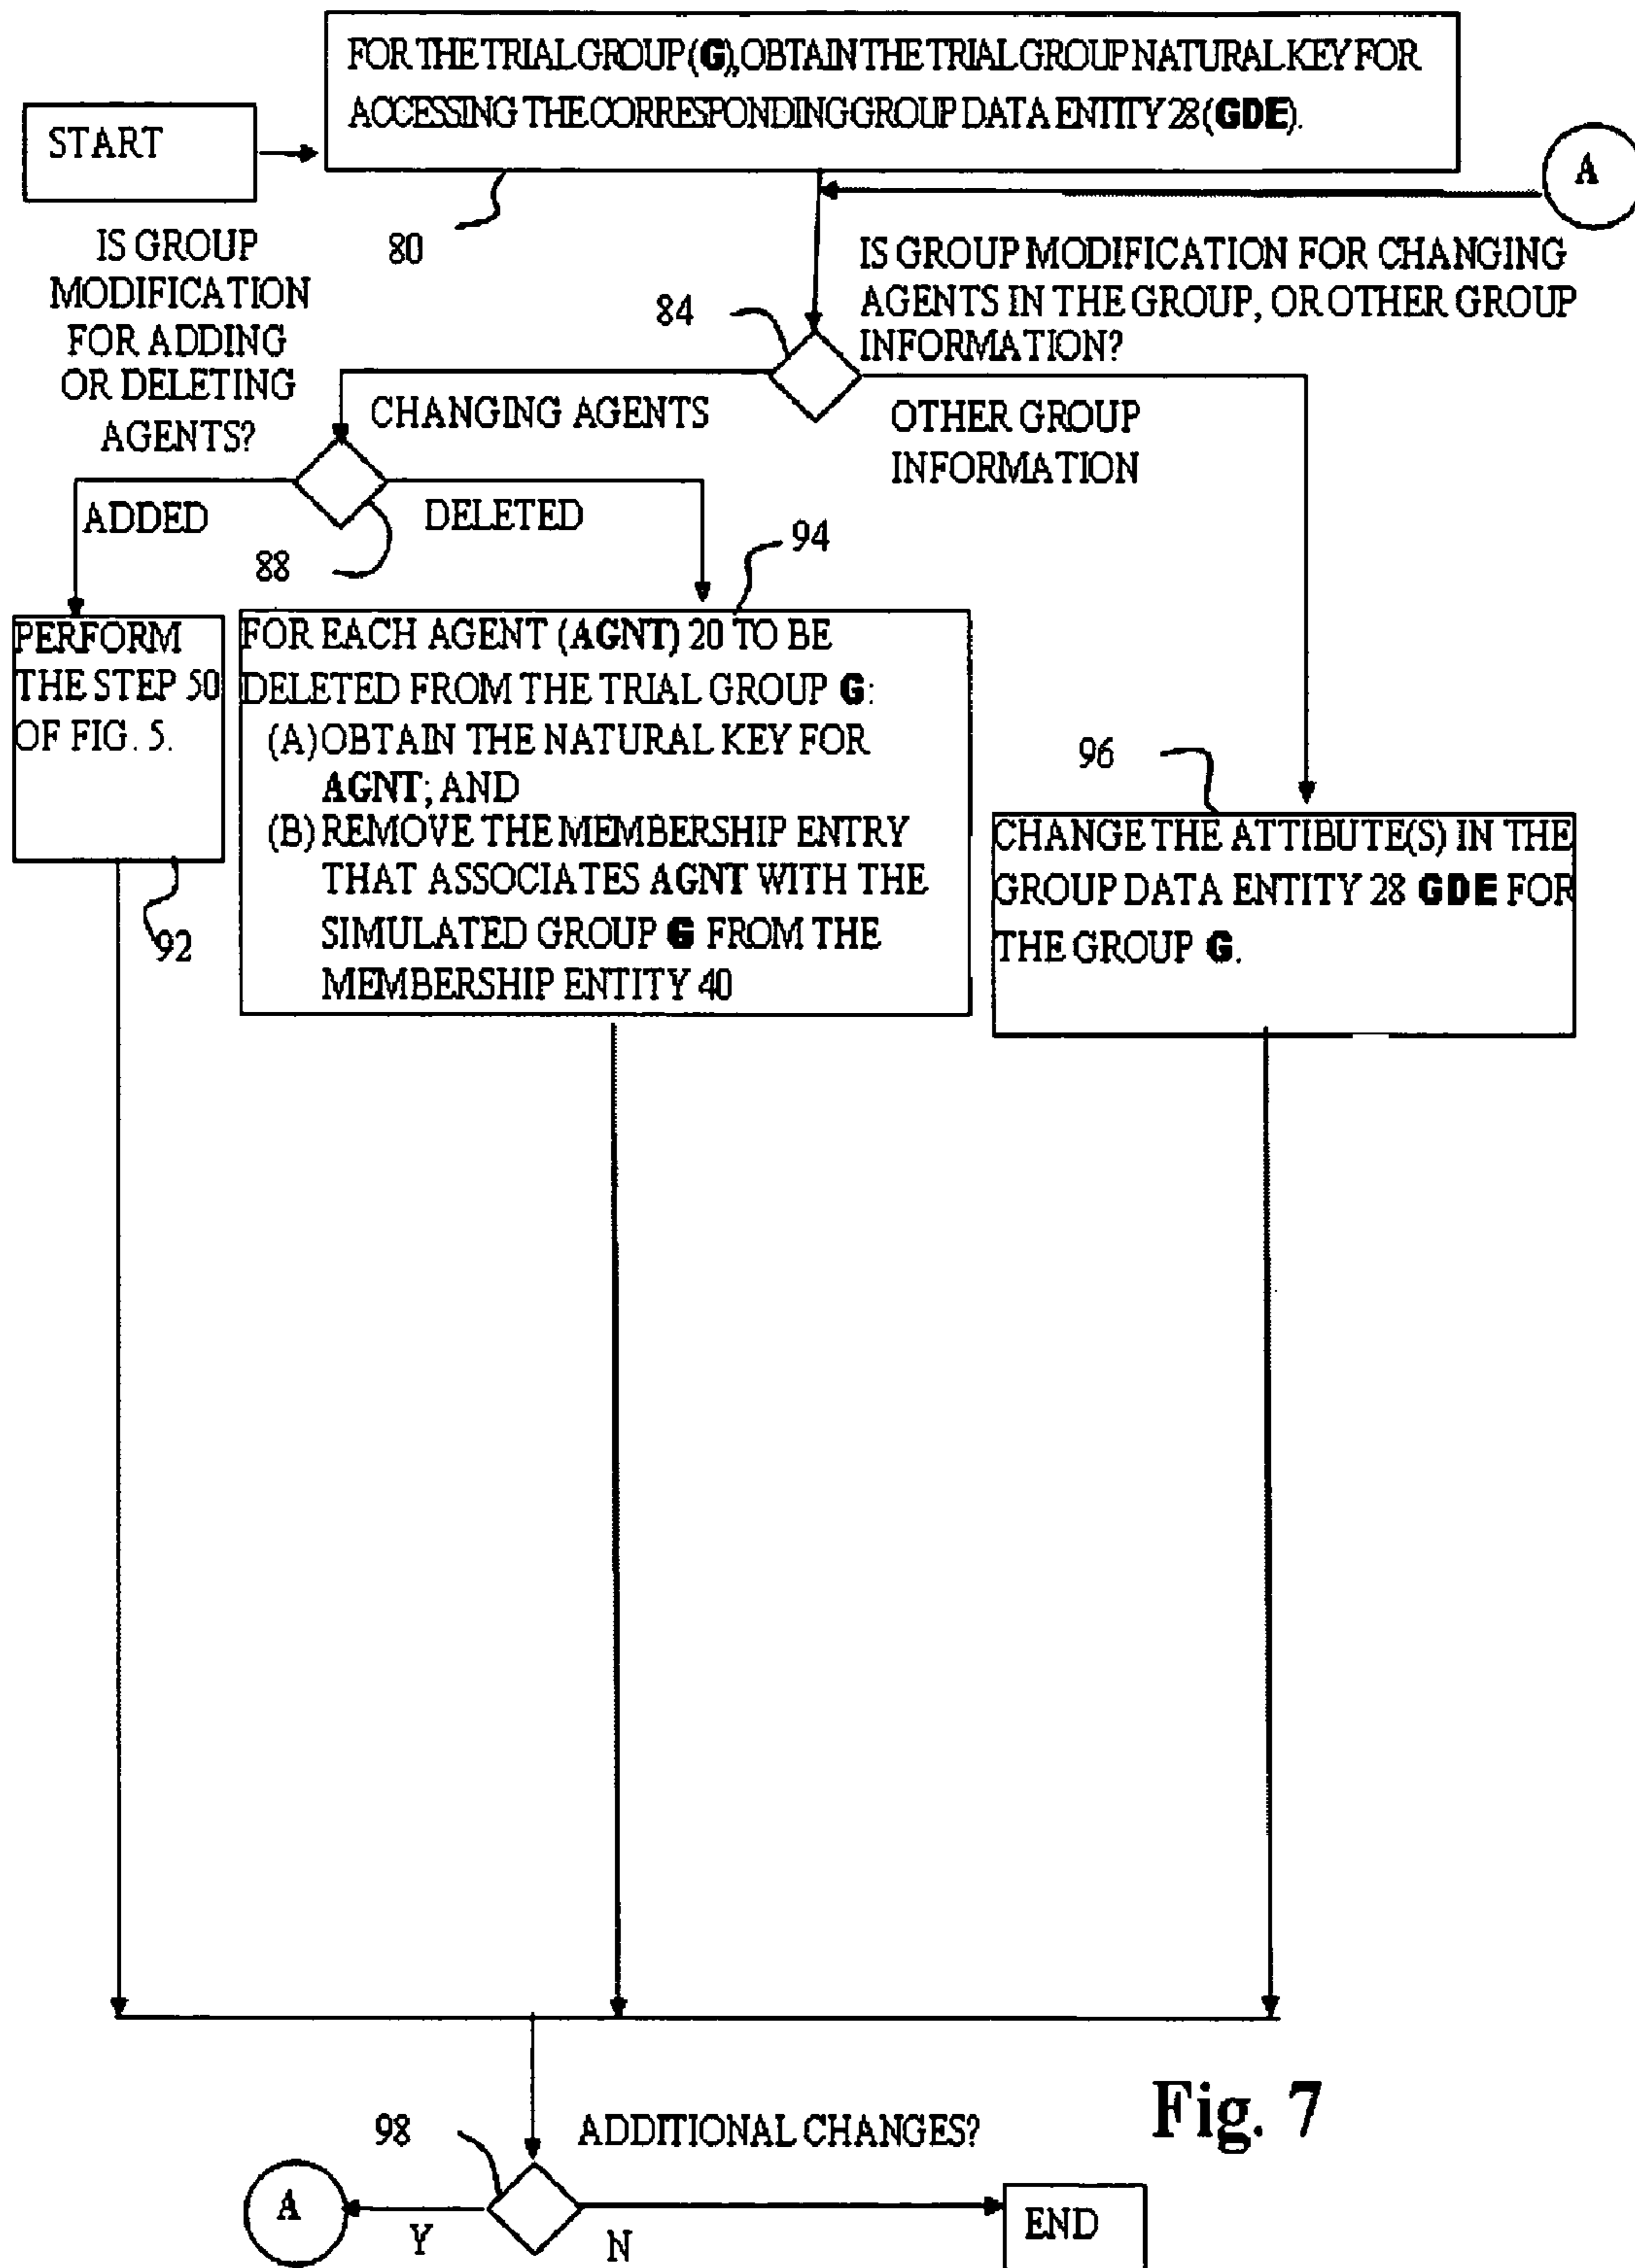 FOR THE TRIAL GROUP (G), OBTAIN THE TRIAL GROUP NATURAL KEY FOR
ACCESSING THE CORRESPONDING GROUP DATA ENTITY 28 (GDE).
START
A
80
IS GROUP
MODIFICATION
FOR ADDING
OR DELETING
AGENTS?
IS GROUP MODIFICATION FOR CHANGING
AGENTS IN THE GROUP, OR OTHER GROUP
INFORMATION?
84
CHANGING AGENTS
OTHER GROUP
INFORMATION
ADDED
DELETED
88
94
PERFORM
THE STEP 50
OF FIG. 5.
92
FOR EACH AGENT (AGNT) 20 TO BE
DELETED FROM THE TRIAL GROUP G:
(A) OBTAIN THE NATURAL KEY FOR
AGNT; AND
(B) REMOVE THE MEMBERSHIP ENTRY
THAT ASSOCIATES AGNT WITH THE
SIMULATED GROUP G FROM THE
MEMBERSHIP ENTITY 40
96
CHANGE THE ATTIBUTE(S) IN THE
GROUP DATA ENTITY 28 GDE FOR
THE GROUP G.
Fig. 7
98
ADDITIONAL CHANGES?
A
Y
N
END